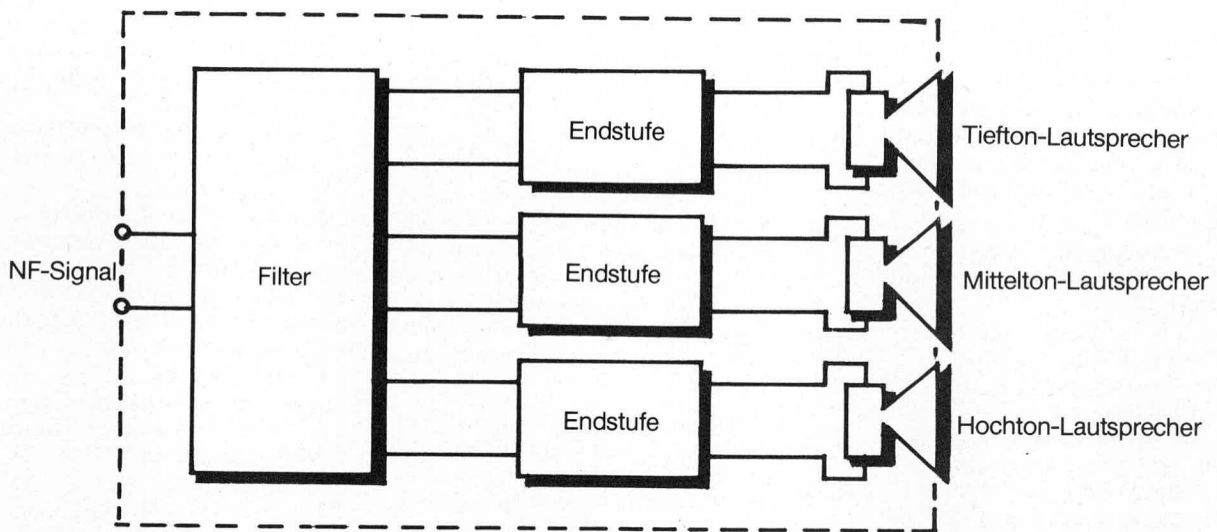 Endstufe
Tiefton-Lautsprecher
NF-Signal
Filter
Endstufe
Mittelton-Lautsprecher
Endstufe
Hochton-Lautsprecher